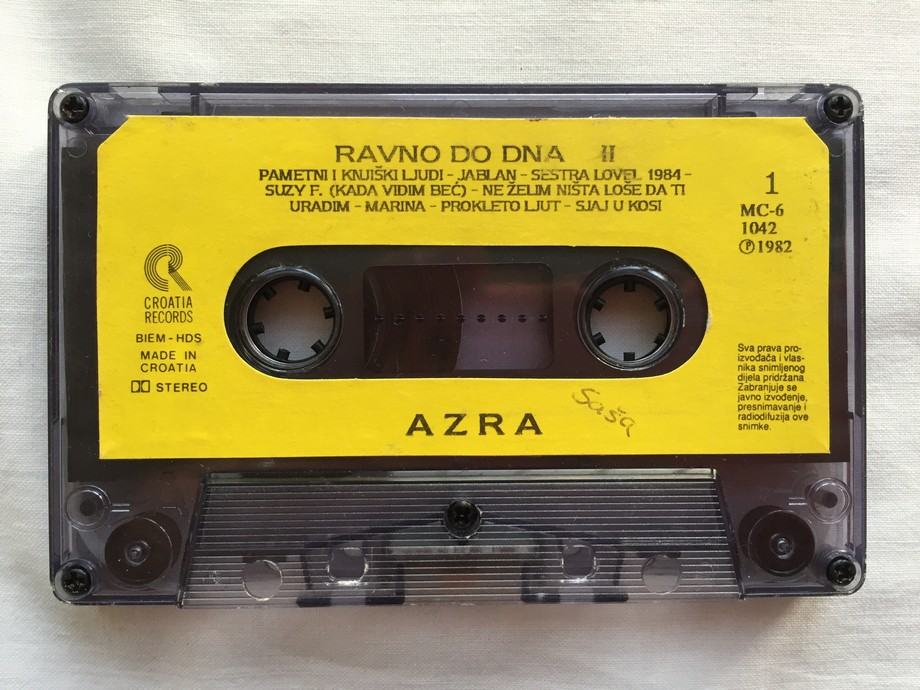 RAVNO DO DNA II
PAMETNI I KNJIŠKI LJUDI - JABLAN - SESTRA LOVEL 1984 -
SUZY F. (KADA VIDIM BEĆ) - NE ŽELIM NIŠTA LOŠE DA TI
URADIM - MARINA - PROKLETO LJUT - SJAJ U KOSI
1
MC-6
1042
Ⓟ1982
CROATIA
RECORDS
BIEM - HDS
MADE IN
CROATIA
STEREO
Sva prava pro-
izvođača i vlas-
nika snimljenog
dijela pridržana
Zabranjuje se
javno izvođenje,
presnimavanje i
radiodifuzija ove
snimke.
AZRA
Saša